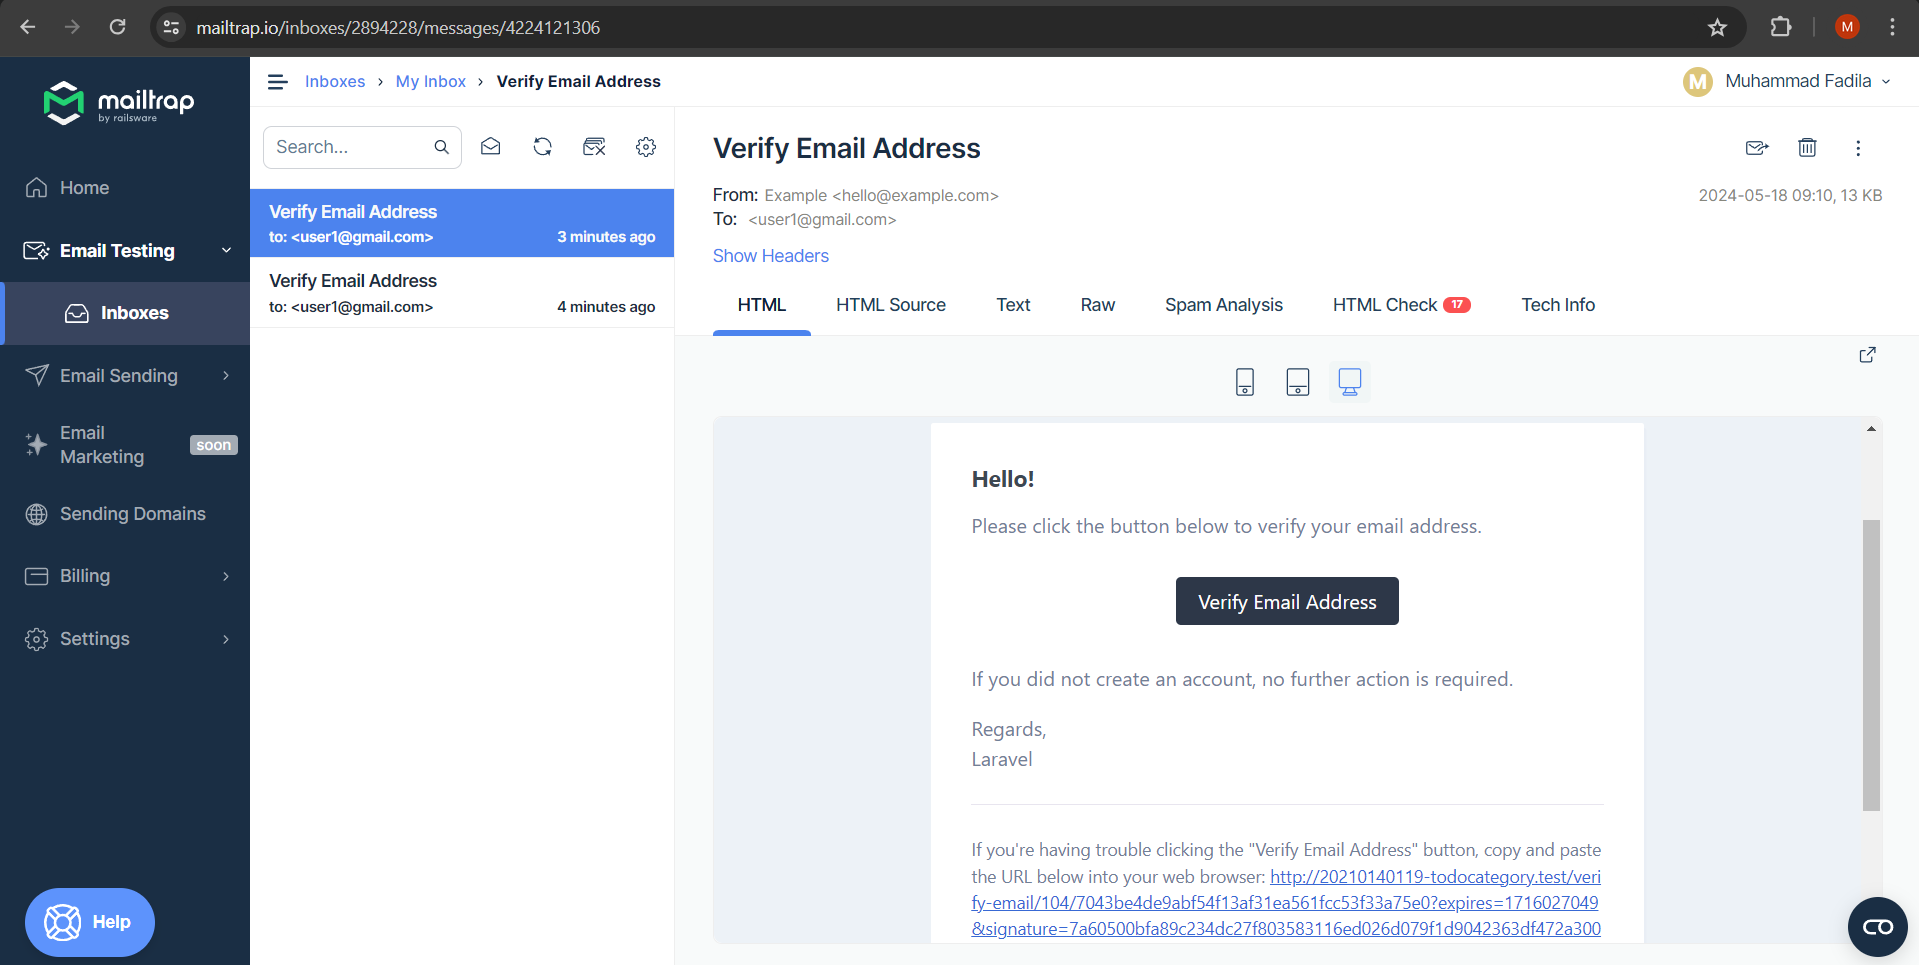 mailtrap.io/inboxes/2894228/messages/4224121306
M
mailtrap
by railsware
Home
Email Testing
Inboxes
Email Sending
Email
Marketing
soon
Sending Domains
Billing
Settings
Help
Inboxes › My Inbox › Verify Email Address
M Muhammad Fadila
Search...
Verify Email Address
to: <user1@gmail.com> 3 minutes ago
Verify Email Address
to: <user1@gmail.com> 4 minutes ago
Verify Email Address
From: Example <hello@example.com>
2024-05-18 09:10, 13 KB
To: <user1@gmail.com>
Show Headers
HTML HTML Source Text Raw Spam Analysis HTML Check 17 Tech Info
Hello!
Please click the button below to verify your email address.
Verify Email Address
If you did not create an account, no further action is required.
Regards,
Laravel
If you're having trouble clicking the "Verify Email Address" button, copy and paste
the URL below into your web browser: http://20210140119-todocategory.test/veri
fy-email/104/7043be4de9abf54f13af31ea561fcc53f33a75e0?expires=1716027049
&signature=7a60500bfa89c234dc27f803583116ed026d079f1d9042363df472a300